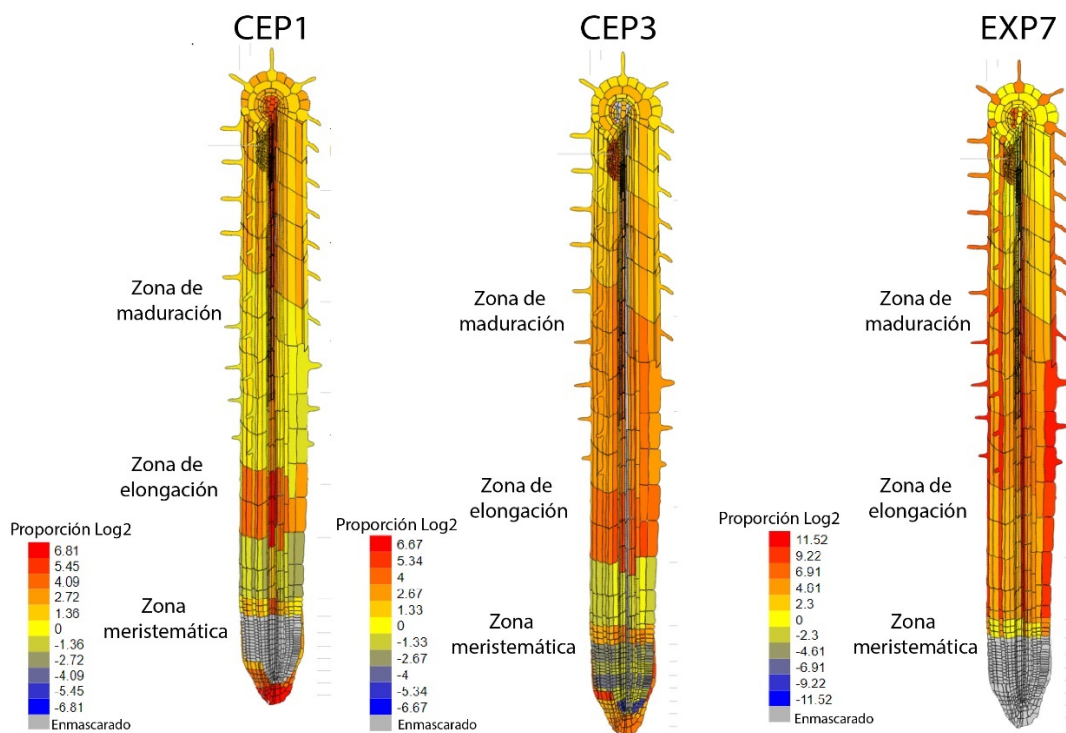 CEP1
CEP3
EXP7
Zona de
maduración
Zona de
elongación
Zona
meristemática
Proporción Log2
6.81
5.45
4.09
2.72
1.36
0
-1.36
-2.72
-4.09
-5.45
-6.81
Enmascarado
Zona de
maduración
Zona de
elongación
Zona
meristemática
Proporción Log2
6.67
5.34
4
2.67
1.33
0
-1.33
-2.67
-4
-5.34
-6.67
Enmascarado
Zona de
maduración
Zona de
elongación
Zona
meristemática
Proporción Log2
11.52
9.22
6.91
4.61
2.3
0
-2.3
-4.61
-6.91
-9.22
-11.52
Enmascarado